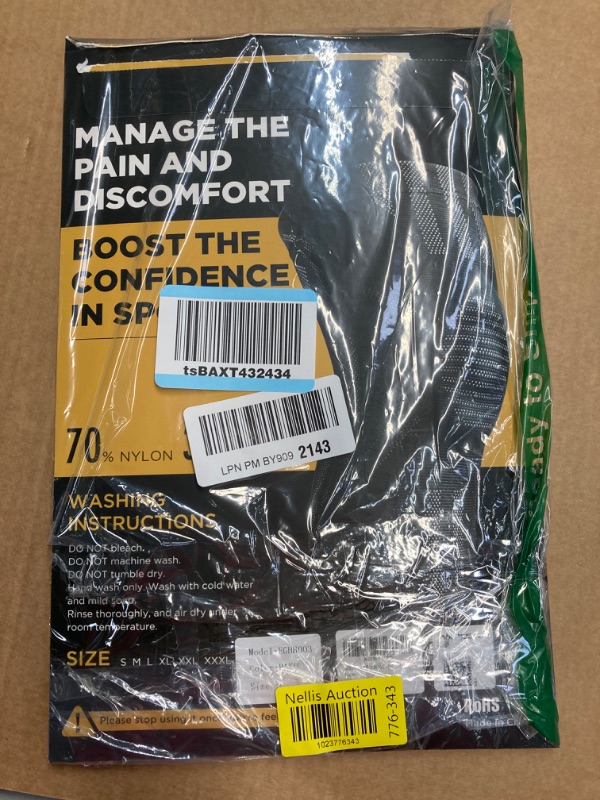 MANAGE THE
PAIN AND
DISCOMFORT
BOOST THE
CONFIDENCE
IN
tsBAXT432434
LPN PM BY909 2143
70% NYLON
WASHING
INSTRUCTIONS
DO NOT bleach.
DO NOT machine wash.
DO NOT tumble dry.
Hand wash only. Wash with cold water
and mild soap.
Rinse thoroughly, and air dry under
room temperature.
SIZE S M L XL XXL XXXL
Please stop using it once
Nellis Auction
1023776343
776-343
RoHS
Made in
to